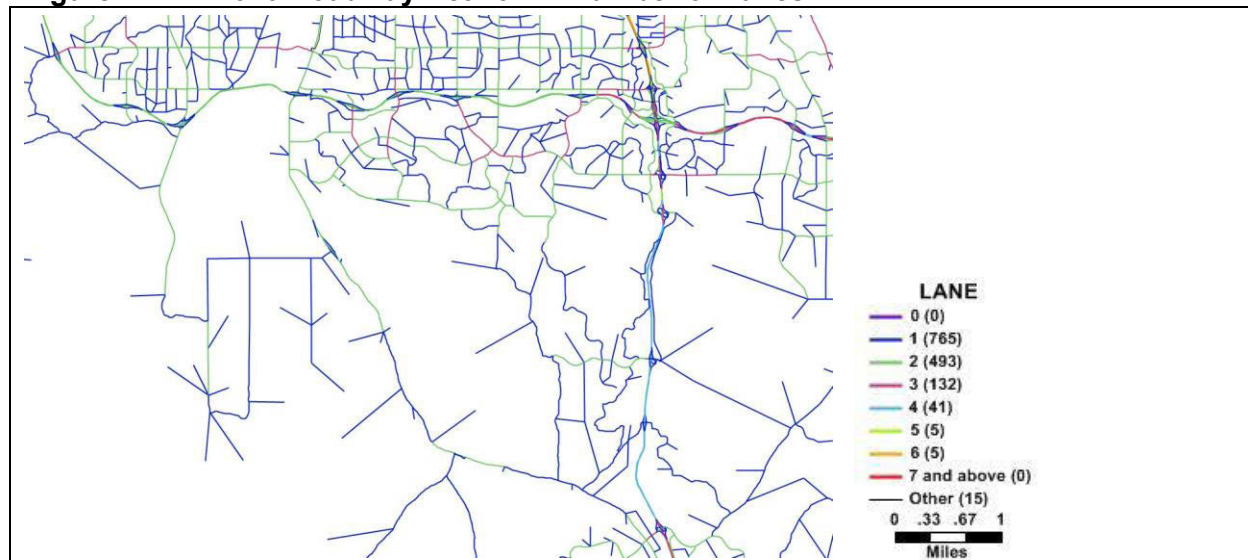 LANE
0 (0)
1 (765)
2 (493)
3 (132)
4 (41)
5 (5)
6 (5)
7 and above (0)
Other (15)
0 .33 .67 1
Miles